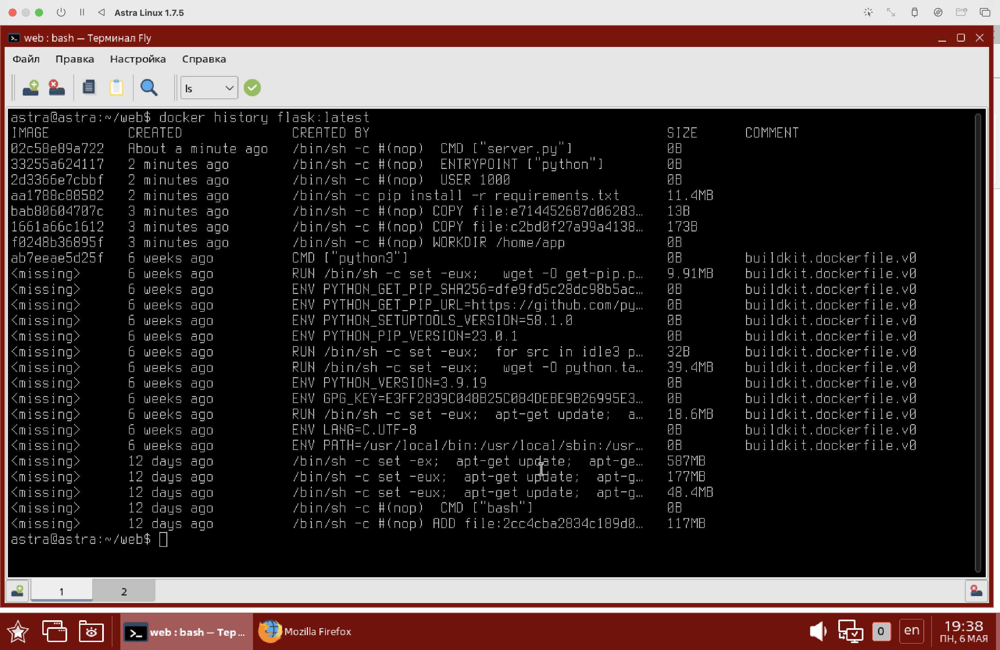 Astra Linux 1.7.5
web : bash — Терминал Fly
Файл Правка Настройка Справка
ls
astra@astra:~/web$ docker history flask:latest
IMAGE CREATED CREATED BY SIZE COMMENT
02c58e89a722 About a minute ago /bin/sh -c #(nop) CMD ["server.py"] 0B
33255a624117 2 minutes ago /bin/sh -c #(nop) ENTRYPOINT ["python"] 0B
2d3366e7cbbf 2 minutes ago /bin/sh -c #(nop) USER 1000 0B
aa1788c88582 2 minutes ago /bin/sh -c pip install -r requirements.txt 11.4MB
bab80604707c 3 minutes ago /bin/sh -c #(nop) COPY file:e714452687d06283… 13B
1661a66c1612 3 minutes ago /bin/sh -c #(nop) COPY file:c2bd0f27a99a4138… 173B
f0248b36895f 3 minutes ago /bin/sh -c #(nop) WORKDIR /home/app 0B
ab7eeae5d25f 6 weeks ago CMD ["python3"] 0B buildkit.dockerfile.v0
<missing> 6 weeks ago RUN /bin/sh -c set -eux; wget -O get-pip.p… 9.91MB buildkit.dockerfile.v0
<missing> 6 weeks ago ENV PYTHON_GET_PIP_SHA256=dfe9fd5c28dc98b5ac… 0B buildkit.dockerfile.v0
<missing> 6 weeks ago ENV PYTHON_GET_PIP_URL=https://github.com/py… 0B buildkit.dockerfile.v0
<missing> 6 weeks ago ENV PYTHON_SETUPTOOLS_VERSION=58.1.0 0B buildkit.dockerfile.v0
<missing> 6 weeks ago ENV PYTHON_PIP_VERSION=23.0.1 0B buildkit.dockerfile.v0
<missing> 6 weeks ago RUN /bin/sh -c set -eux; for src in idle3 p… 32B buildkit.dockerfile.v0
<missing> 6 weeks ago RUN /bin/sh -c set -eux; wget -O python.ta… 39.4MB buildkit.dockerfile.v0
<missing> 6 weeks ago ENV PYTHON_VERSION=3.9.19 0B buildkit.dockerfile.v0
<missing> 6 weeks ago ENV GPG_KEY=E3FF2839C048B25C084DEBE9B26995E3… 0B buildkit.dockerfile.v0
<missing> 6 weeks ago RUN /bin/sh -c set -eux; apt-get update; a… 18.6MB buildkit.dockerfile.v0
<missing> 6 weeks ago ENV LANG=C.UTF-8 0B buildkit.dockerfile.v0
<missing> 6 weeks ago ENV PATH=/usr/local/bin:/usr/local/sbin:/usr… 0B buildkit.dockerfile.v0
<missing> 12 days ago /bin/sh -c set -ex; apt-get update; apt-ge… 587MB
<missing> 12 days ago /bin/sh -c set -eux; apt-get update; apt-g… 177MB
<missing> 12 days ago /bin/sh -c set -eux; apt-get update; apt-g… 48.4MB
<missing> 12 days ago /bin/sh -c #(nop) CMD ["bash"] 0B
<missing> 12 days ago /bin/sh -c #(nop) ADD file:2cc4cba2834c189d0… 117MB
astra@astra:~/web$
1 2
web : bash — Тер…
Mozilla Firefox
0
en
19:38
ПН, 6 МАЯ